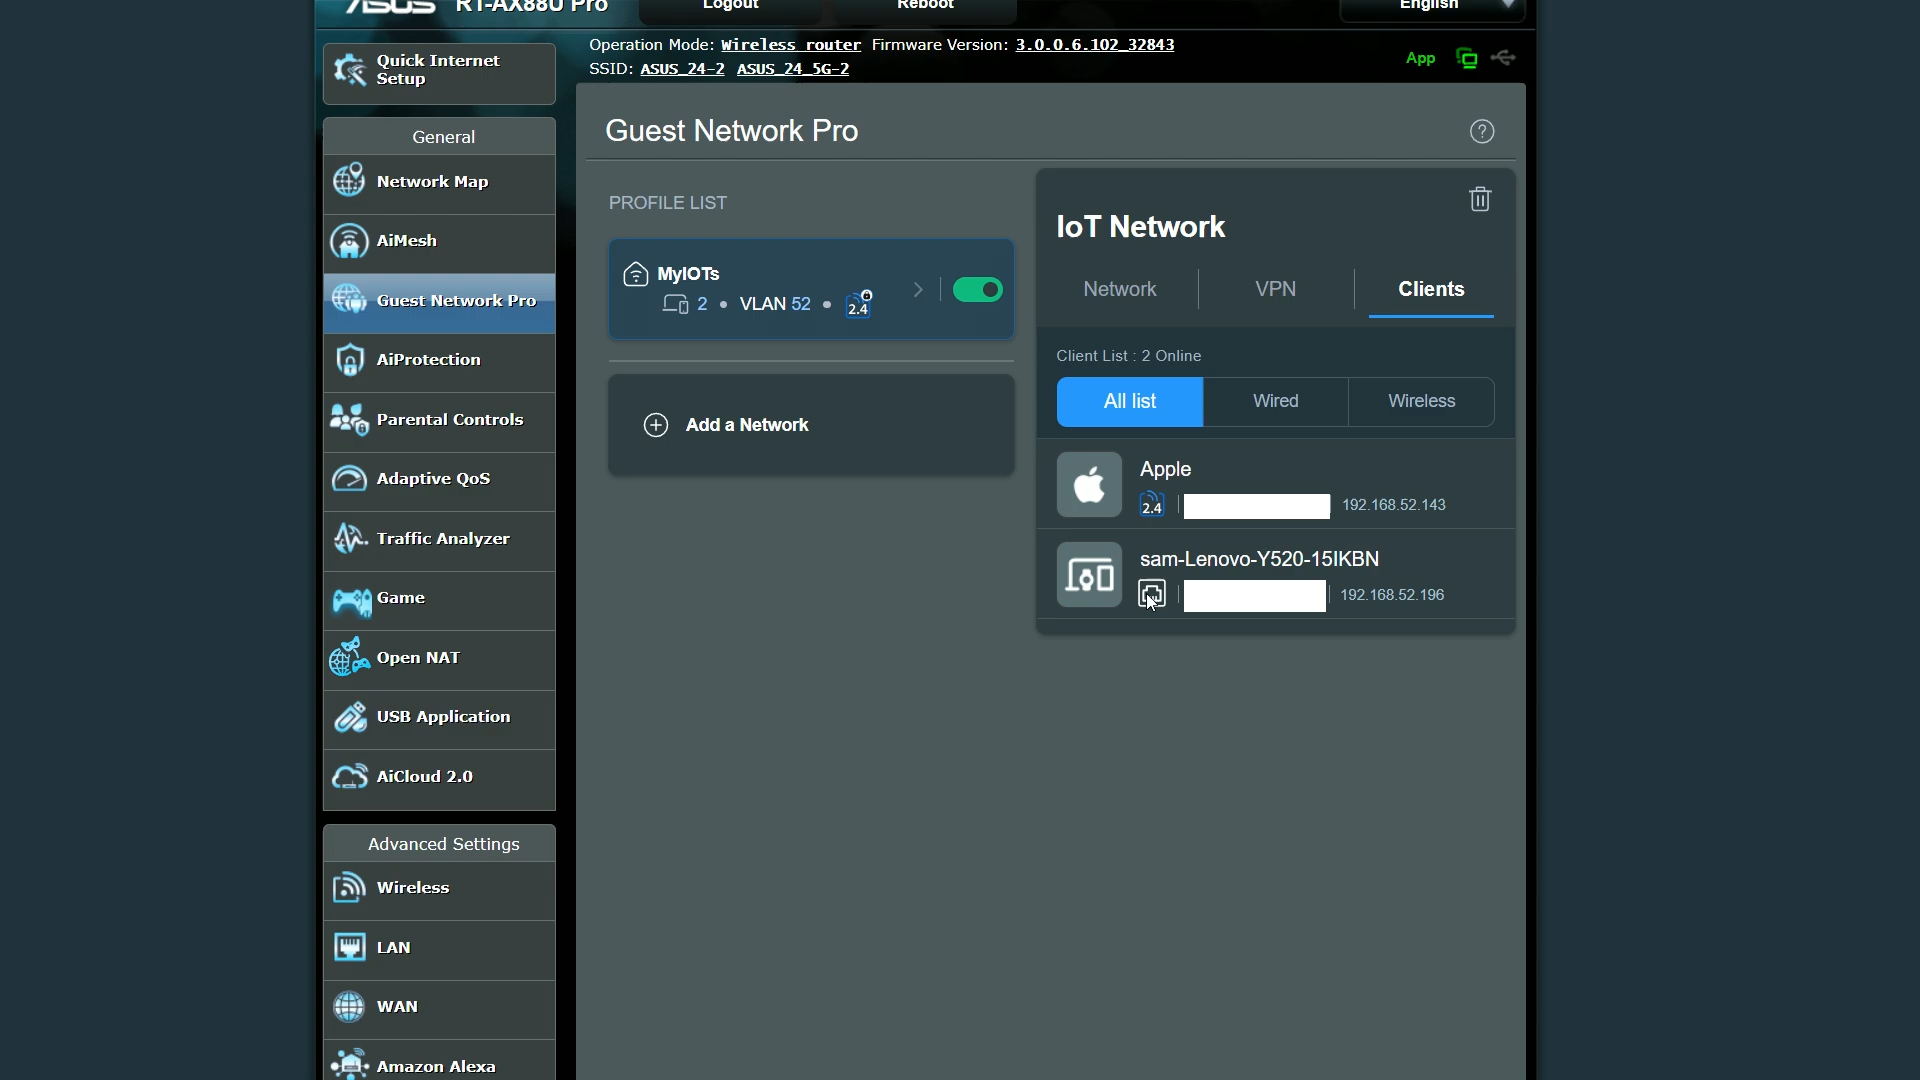 ASUS RT-AX88U Pro Logout Reboot English
Operation Mode: Wireless router Firmware Version: 3.0.0.6.102_32843
SSID: ASUS_24-2 ASUS_24_5G-2
App
Quick Internet
Setup
General
Network Map
AiMesh
Guest Network Pro
AiProtection
Parental Controls
Adaptive QoS
Traffic Analyzer
Game
Open NAT
USB Application
AiCloud 2.0
Advanced Settings
Wireless
LAN
WAN
Amazon Alexa
Guest Network Pro
?
PROFILE LIST
MyIOTs
2 • VLAN 52 • 2.4
Add a Network
IoT Network
Network VPN Clients
Client List : 2 Online
All list Wired Wireless
Apple
2.4 192.168.52.143
sam-Lenovo-Y520-15IKBN
192.168.52.196